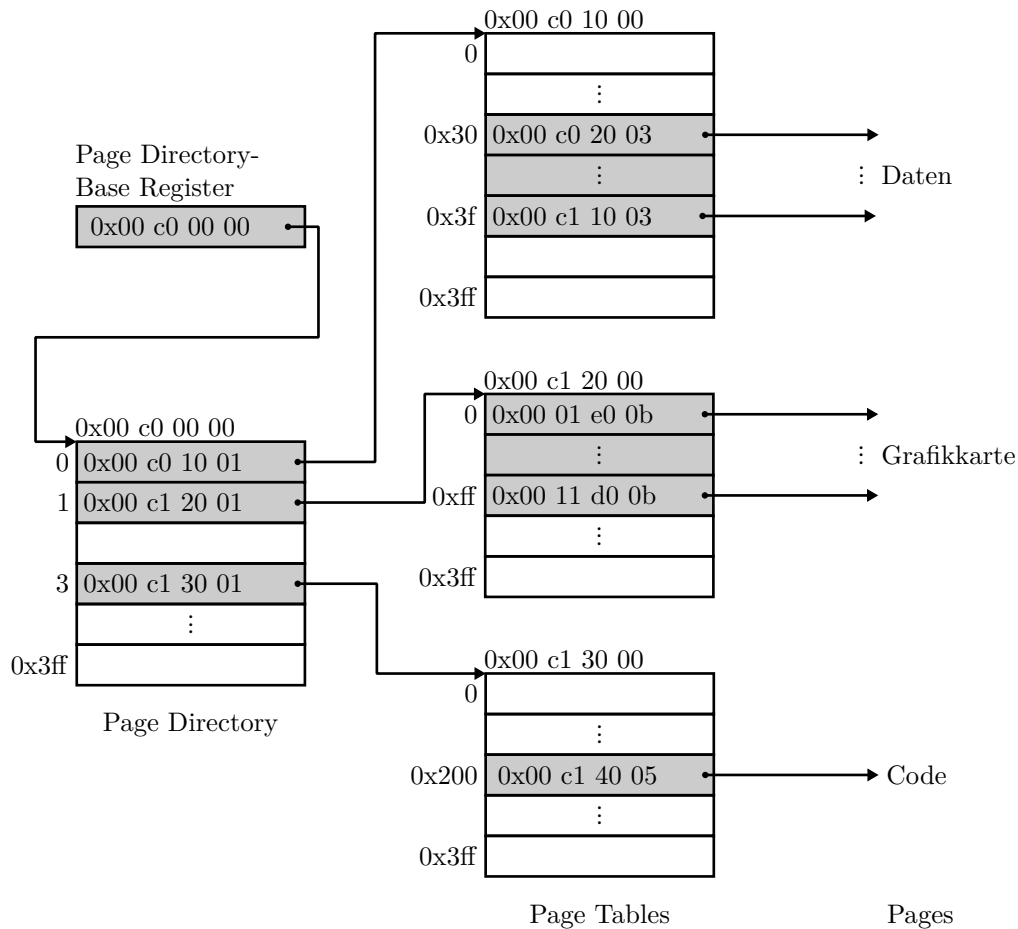 Page Directory-
Base Register
0x00 c0 00 00
0x00 c0 00 00
0 0x00 c0 10 01
1 0x00 c1 20 01
3 0x00 c1 30 01
⋮
0x3ff
Page Directory
0x00 c0 10 00
0
⋮
0x30 0x00 c0 20 03
⋮
0x3f 0x00 c1 10 03
0x3ff
⋮ Daten
0x00 c1 20 00
0 0x00 01 e0 0b
⋮
0xff 0x00 11 d0 0b
⋮
0x3ff
⋮ Grafikkarte
0x00 c1 30 00
0
⋮
0x200 0x00 c1 40 05
⋮
0x3ff
Code
Page Tables
Pages